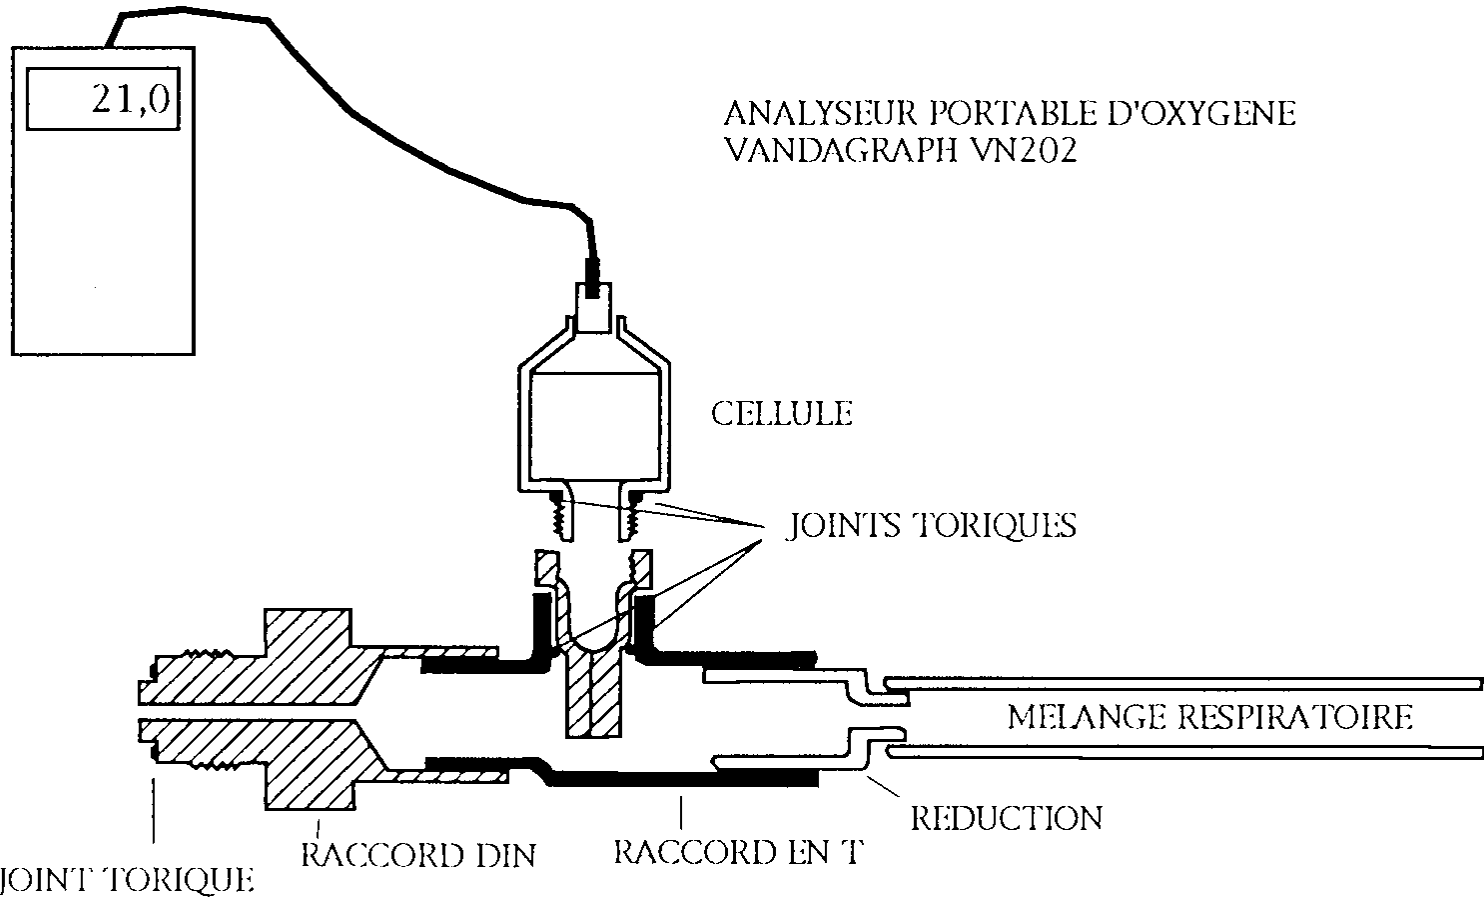 21,0
ANALYSEUR PORTABLE D'OXYGENE
VANDAGRAPH VN202
CELLULE
JOINTS TORIQUES
MELANGE RESPIRATOIRE
REDUCTION
RACCORD DIN
RACCORD EN T
JOINT TORIQUE